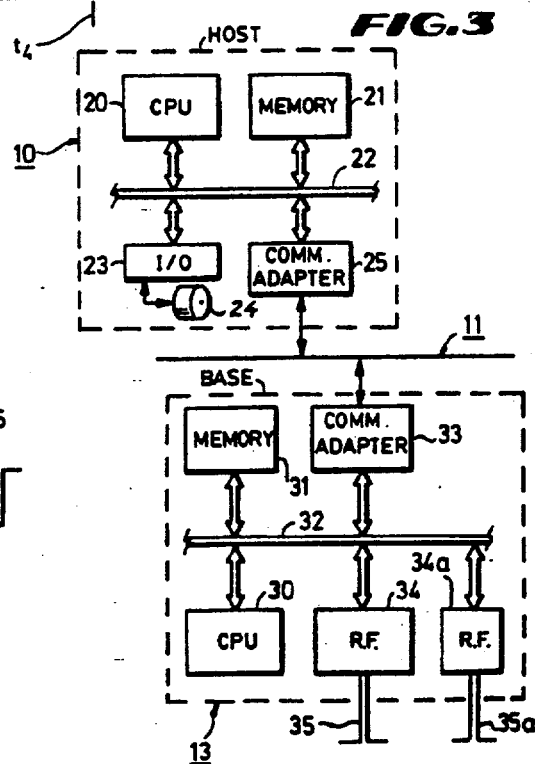 t4
FIG.3
HOST
20
CPU
MEMORY
21
10
22
23
I/O
COMM.
ADAPTER
25
24
11
BASE
MEMORY
31
COMM.
ADAPTER
33
32
34a
30
34
CPU
R.F.
R.F.
35
35a
13